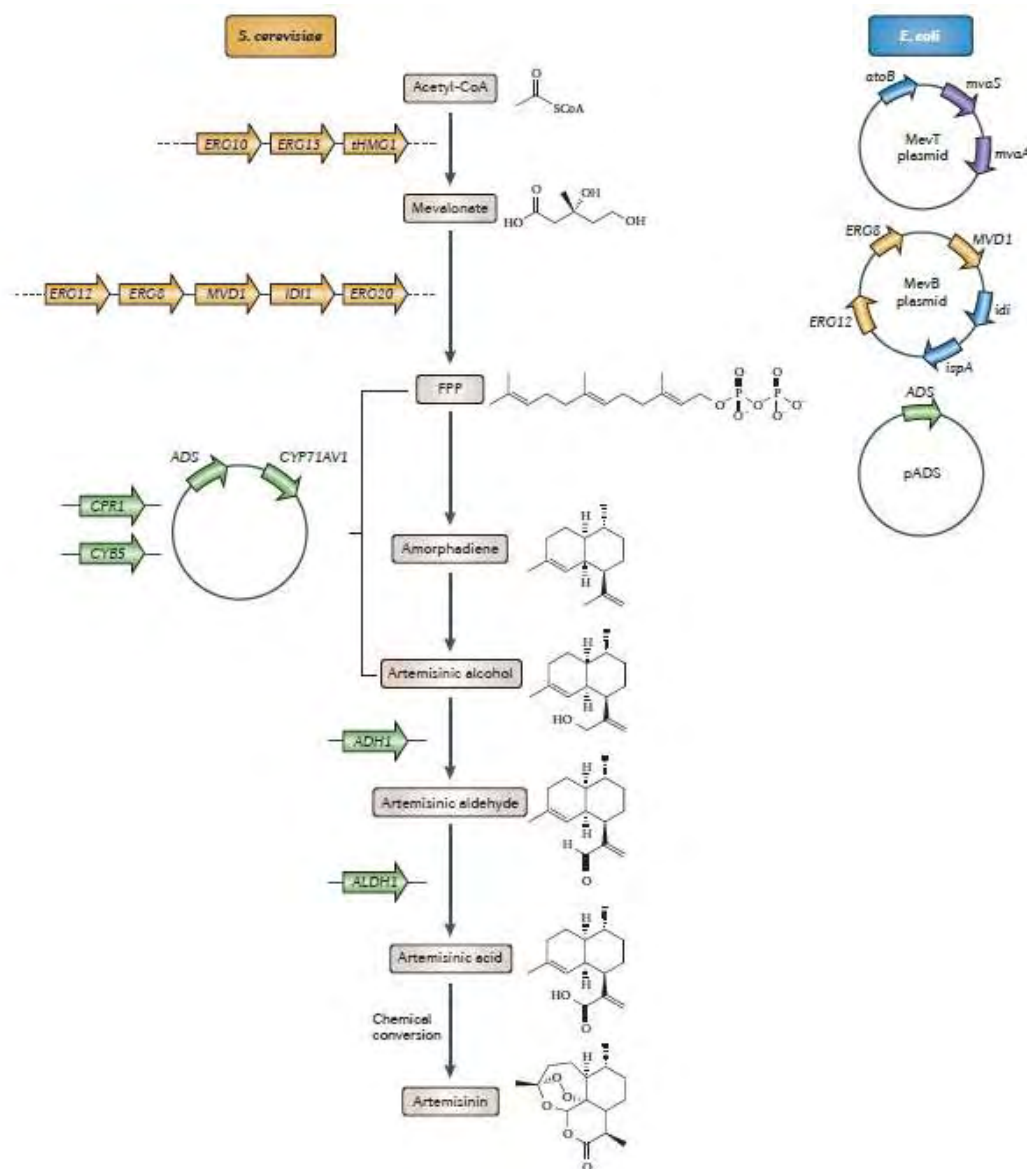 S. cerevisiae
E. coli
Acetyl-CoA
O
SCoA
ERG10 ERG13 tHMG1
Mevalonate
O
OH
HO
OH
ERG12 ERG8 MVD1 IDI1 ERG20
FPP
O O
O P O P O-
O- O-
ADS CYP71AV1
CPR1
CYB5
Amorphadiene
H
H
Artemisinic alcohol
H
H
HO
ADH1
Artemisinic aldehyde
H
H
H
O
ALDH1
Artemisinic acid
H
H
HO
O
Chemical
conversion
Artemisinin
H
O
O
O
O
O
atoB
mvaS
MevT
plasmid
mvaA
ERG8
MVD1
MevB
plasmid
ERG12
idi
ispA
ADS
pADS